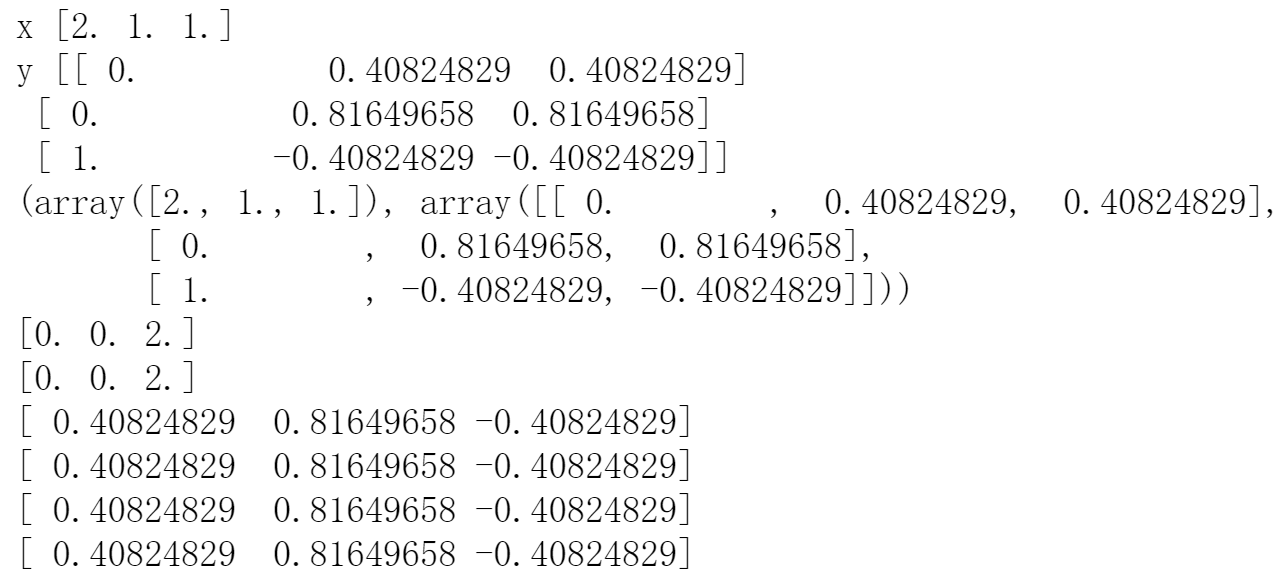 x [2. 1. 1.]
y [[ 0.          0.40824829  0.40824829]
 [ 0.          0.81649658  0.81649658]
 [ 1.         -0.40824829 -0.40824829]]
(array([2., 1., 1.]), array([[ 0.        ,  0.40824829,  0.40824829],
       [ 0.        ,  0.81649658,  0.81649658],
       [ 1.        , -0.40824829, -0.40824829]]))
[0. 0. 2.]
[0. 0. 2.]
[ 0.40824829  0.81649658 -0.40824829]
[ 0.40824829  0.81649658 -0.40824829]
[ 0.40824829  0.81649658 -0.40824829]
[ 0.40824829  0.81649658 -0.40824829]